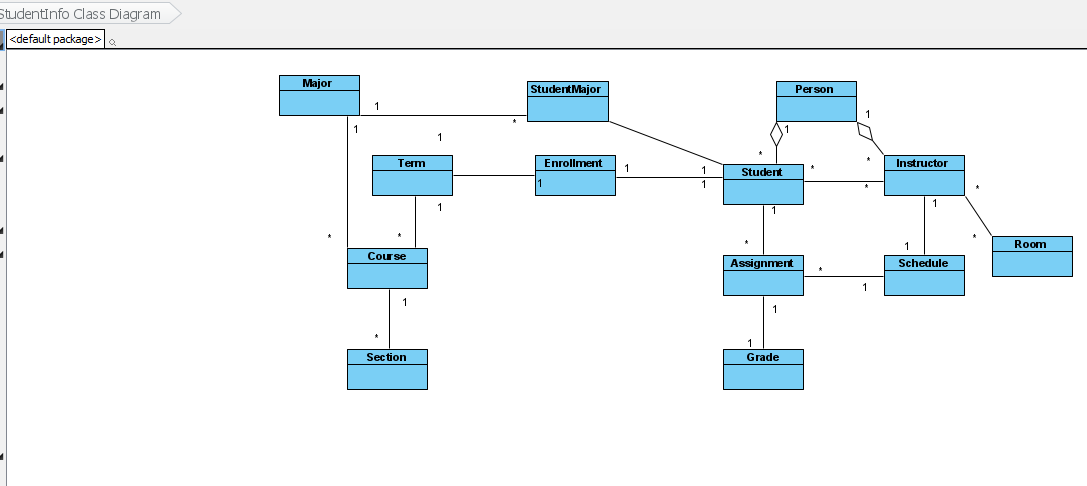 StudentInfo Class Diagram
<default package>
Major
StudentMajor
Person
1
*
1
1
1
1
*
*
Term
Enrollment
Student
Instructor
1
1
1
1
*
*
*
1
*
1
1
*
*
1
*
1
*
Room
Course
Assignment
Schedule
*
1
1
1
*
1
Section
Grade